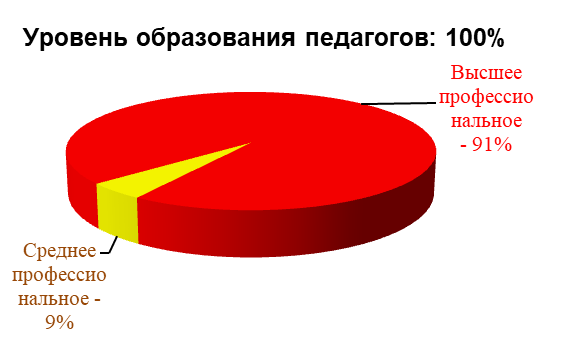 Уровень образования педагогов: 100%
Высшее
профессио
нальное
- 91%
Среднее
профессио
нальное -
9%